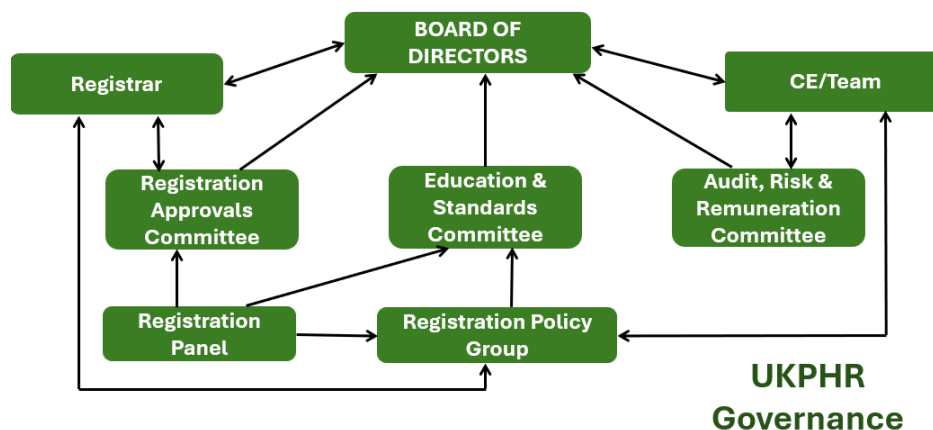 BOARD OF
DIRECTORS
Registrar
CE/Team
Registration
Approvals
Committee
Education &
Standards
Committee
Audit, Risk &
Remuneration
Committee
Registration
Panel
Registration Policy
Group
UKPHR
Governance